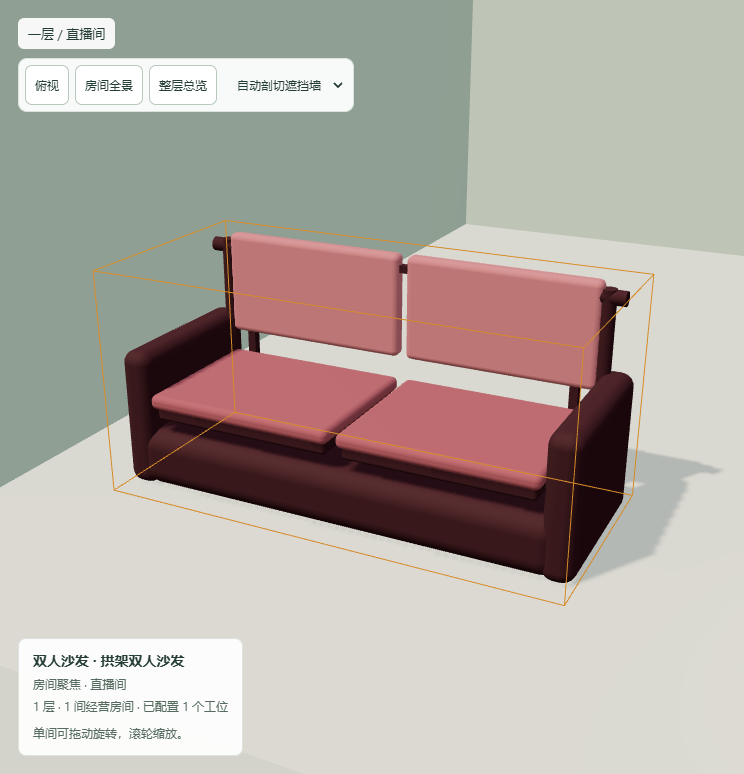 一层 / 直播间
俯视 房间全景 整层总览 自动剖切遮挡墙
双人沙发 · 拱架双人沙发
房间聚焦 · 直播间
1 层 · 1 间经营房间 · 已配置 1 个工位
单间可拖动旋转，滚轮缩放。